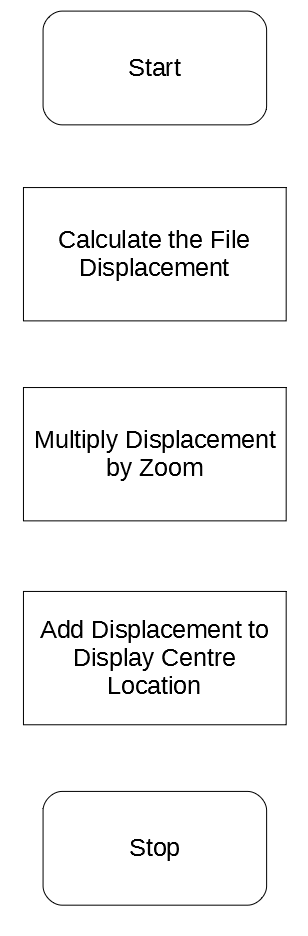 Start
Calculate the File
Displacement
Multiply Displacement
by Zoom
Add Displacement to
Display Centre
Location
Stop